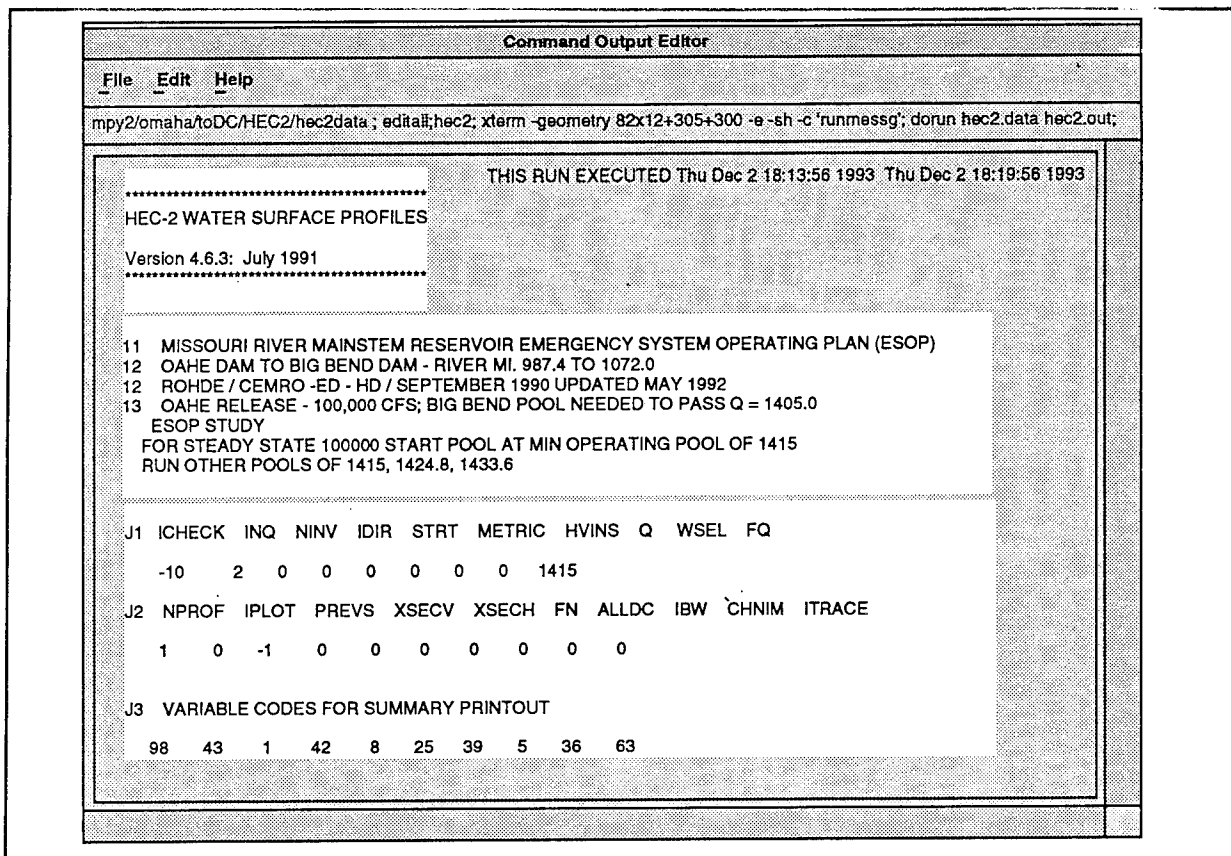 Command Output Editor
File Edit Help
mpy2/omaha/toDC/HEC2/hec2data ; editall;hec2; xterm -geometry 82x12+305+300 -e -sh -c 'runmessg'; dorun hec2.data hec2.out;
THIS RUN EXECUTED Thu Dec 2 18:13:56 1993 Thu Dec 2 18:19:56 1993
*****************************************
HEC-2 WATER SURFACE PROFILES
Version 4.6.3: July 1991
*****************************************
11 MISSOURI RIVER MAINSTEM RESERVOIR EMERGENCY SYSTEM OPERATING PLAN (ESOP)
12 OAHE DAM TO BIG BEND DAM - RIVER MI. 987.4 TO 1072.0
12 ROHDE / CEMRO -ED - HD / SEPTEMBER 1990 UPDATED MAY 1992
13 OAHE RELEASE - 100,000 CFS; BIG BEND POOL NEEDED TO PASS Q = 1405.0
ESOP STUDY
FOR STEADY STATE 100000 START POOL AT MIN OPERATING POOL OF 1415
RUN OTHER POOLS OF 1415, 1424.8, 1433.6
J1 ICHECK INQ NINV IDIR STRT METRIC HVINS Q WSEL FQ
-10 2 0 0 0 0 0 0 1415
J2 NPROF IPLOT PREVS XSECV XSECH FN ALLDC IBW CHNIM ITRACE
1 0 -1 0 0 0 0 0 0 0
J3 VARIABLE CODES FOR SUMMARY PRINTOUT
98 43 1 42 8 25 39 5 36 63